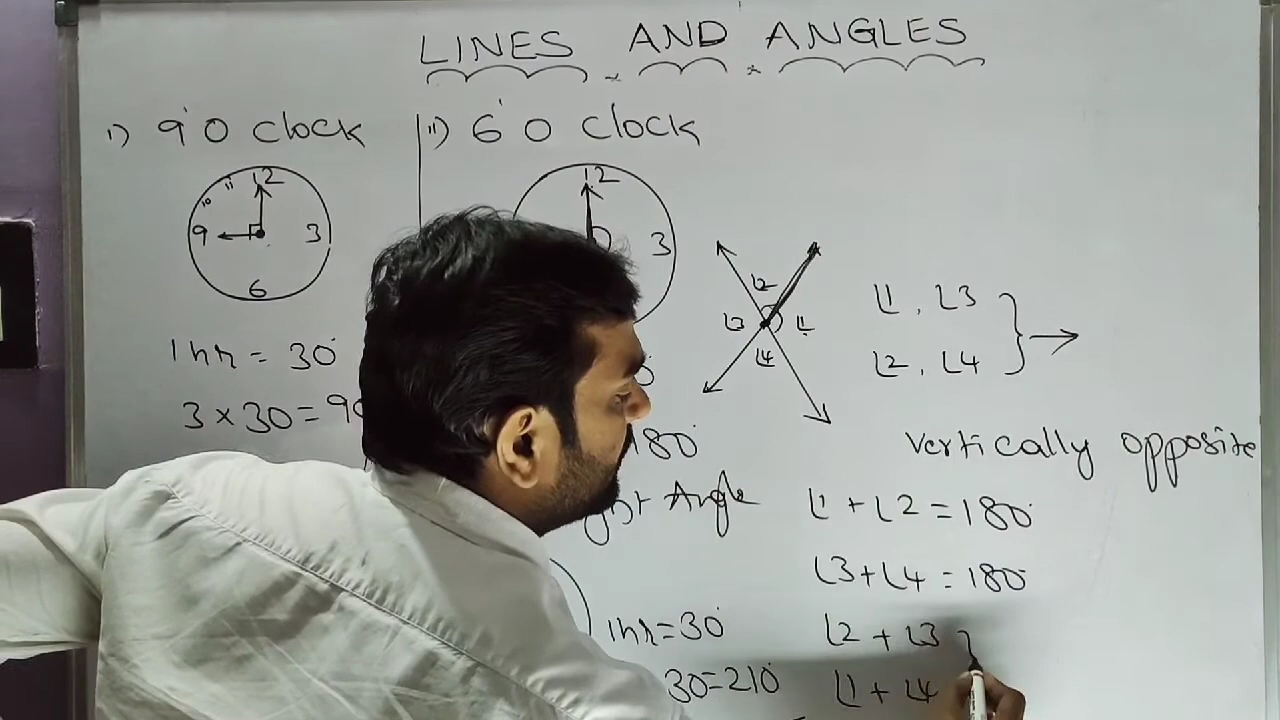 LINES AND ANGLES
i) 9'0 clock
ii) 6'0 clock
12
11
10
9
3
6
12
3
1hr = 30°
3 × 30 = 90
180°
Angle
1hr = 30°
30 = 210°
∠2
∠3
∠1
∠4
∠1 , ∠3
∠2 , ∠4
vertically opposite
∠1 + ∠2 = 180°
∠3 + ∠4 = 180°
∠2 + ∠3
∠1 + ∠4